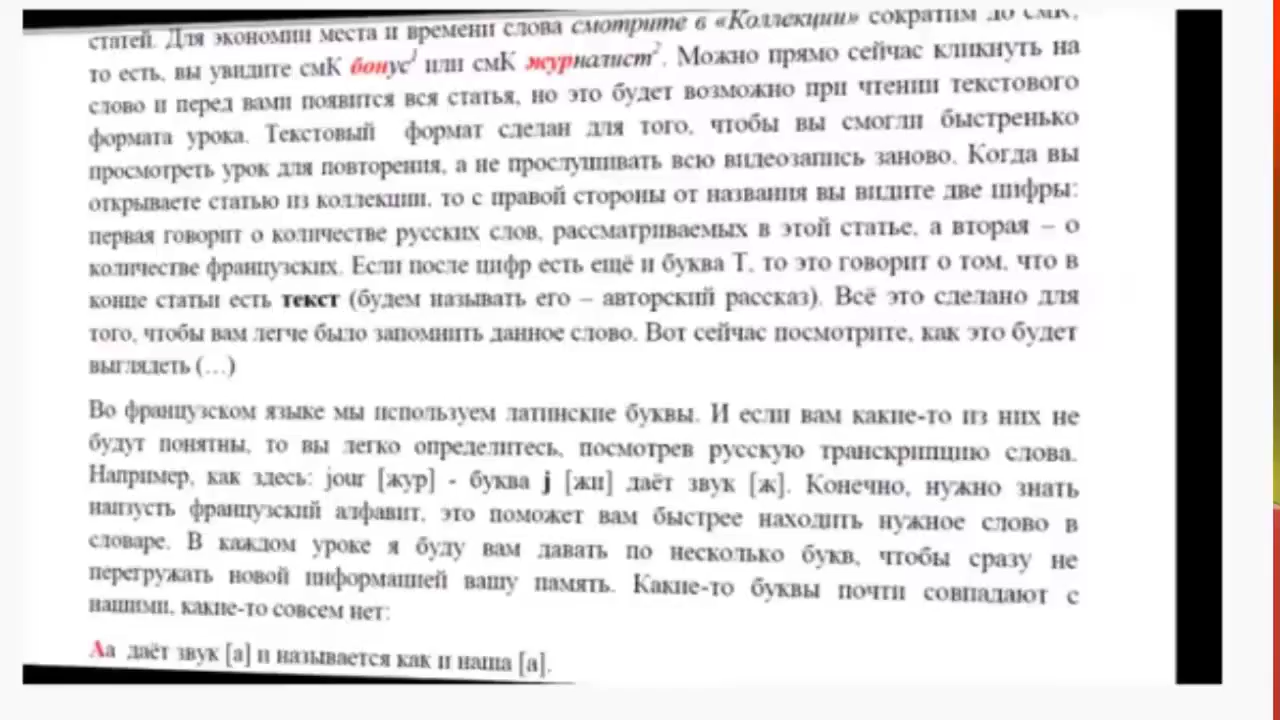 статей. Для экономии места и времени слова смотрите в «Коллекции» сократим до смК,
то есть, вы увидите смК бонус¹ или смК журналист². Можно прямо сейчас кликнуть на
слово и перед вами появится вся статья, но это будет возможно при чтении текстового
формата урока. Текстовый формат сделан для того, чтобы вы смогли быстренько
просмотреть урок для повторения, а не прослушивать всю видеозапись заново. Когда вы
открываете статью из коллекции, то с правой стороны от названия вы видите две цифры:
первая говорит о количестве русских слов, рассматриваемых в этой статье, а вторая – о
количестве французских. Если после цифр есть ещё и буква Т, то это говорит о том, что в
конце статьи есть текст (будем называть его – авторский рассказ). Всё это сделано для
того, чтобы вам легче было запомнить данное слово. Вот сейчас посмотрите, как это будет
выглядеть (…)
Во французском языке мы используем латинские буквы. И если вам какие-то из них не
будут понятны, то вы легко определитесь, посмотрев русскую транскрипцию слова.
Например, как здесь: jour [жур] - буква j [жи] даёт звук [ж]. Конечно, нужно знать
наизусть французский алфавит, это поможет вам быстрее находить нужное слово в
словаре. В каждом уроке я буду вам давать по несколько букв, чтобы сразу не
перегружать новой информацией вашу память. Какие-то буквы почти совпадают с
нашими, какие-то совсем нет:
Аа даёт звук [а] и называется как и наша [а].